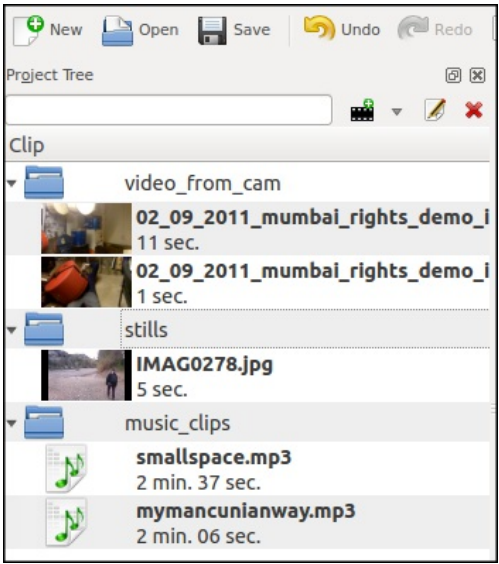 New Open Save Undo Redo
Project Tree
Clip
video_from_cam
02_09_2011_mumbai_rights_demo_i
11 sec.
02_09_2011_mumbai_rights_demo_i
1 sec.
stills
IMAG0278.jpg
5 sec.
music_clips
smallspace.mp3
2 min. 37 sec.
mymancunianway.mp3
2 min. 06 sec.